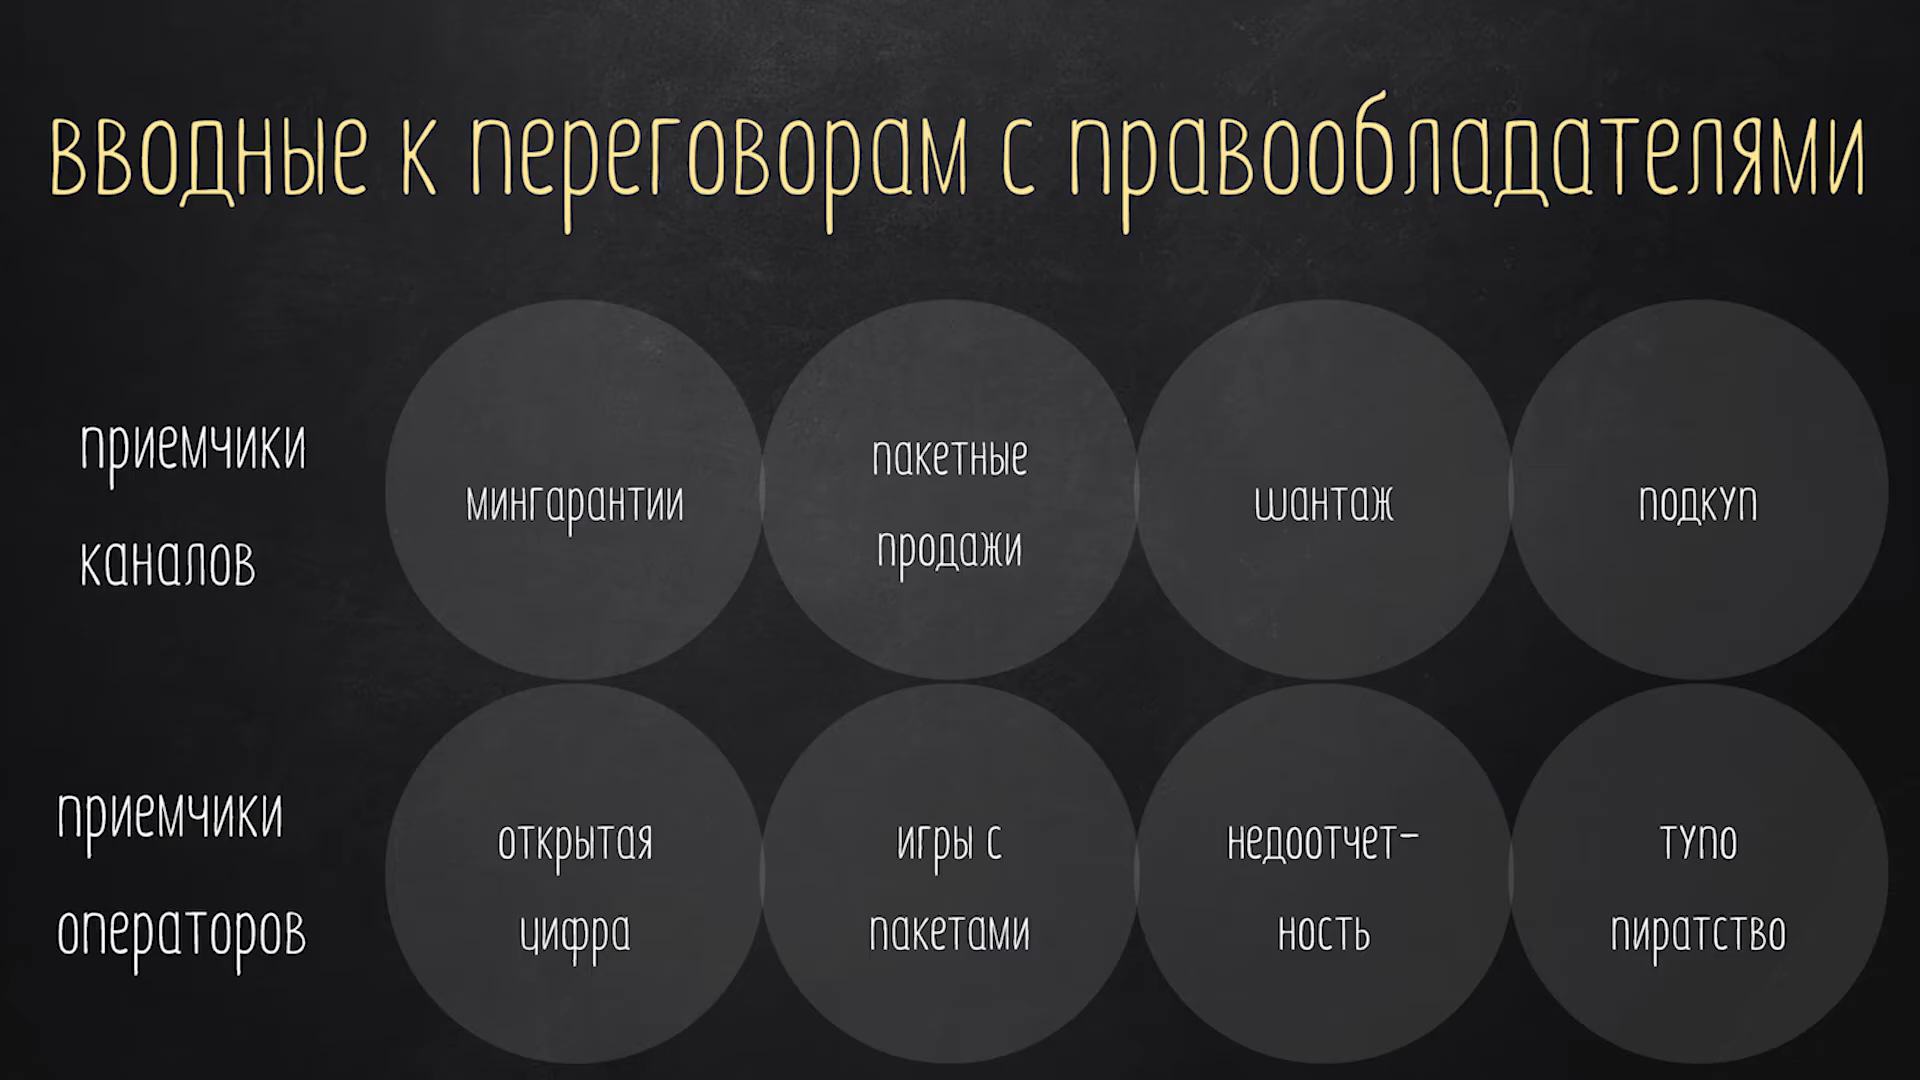 вводные к переговорам с правообладателями
приемчики
каналов
мингарантии
пакетные
продажи
шантаж
подкуп
приемчики
операторов
открытая
цифра
игры с
пакетами
недоотчет-
ность
тупо
пиратство